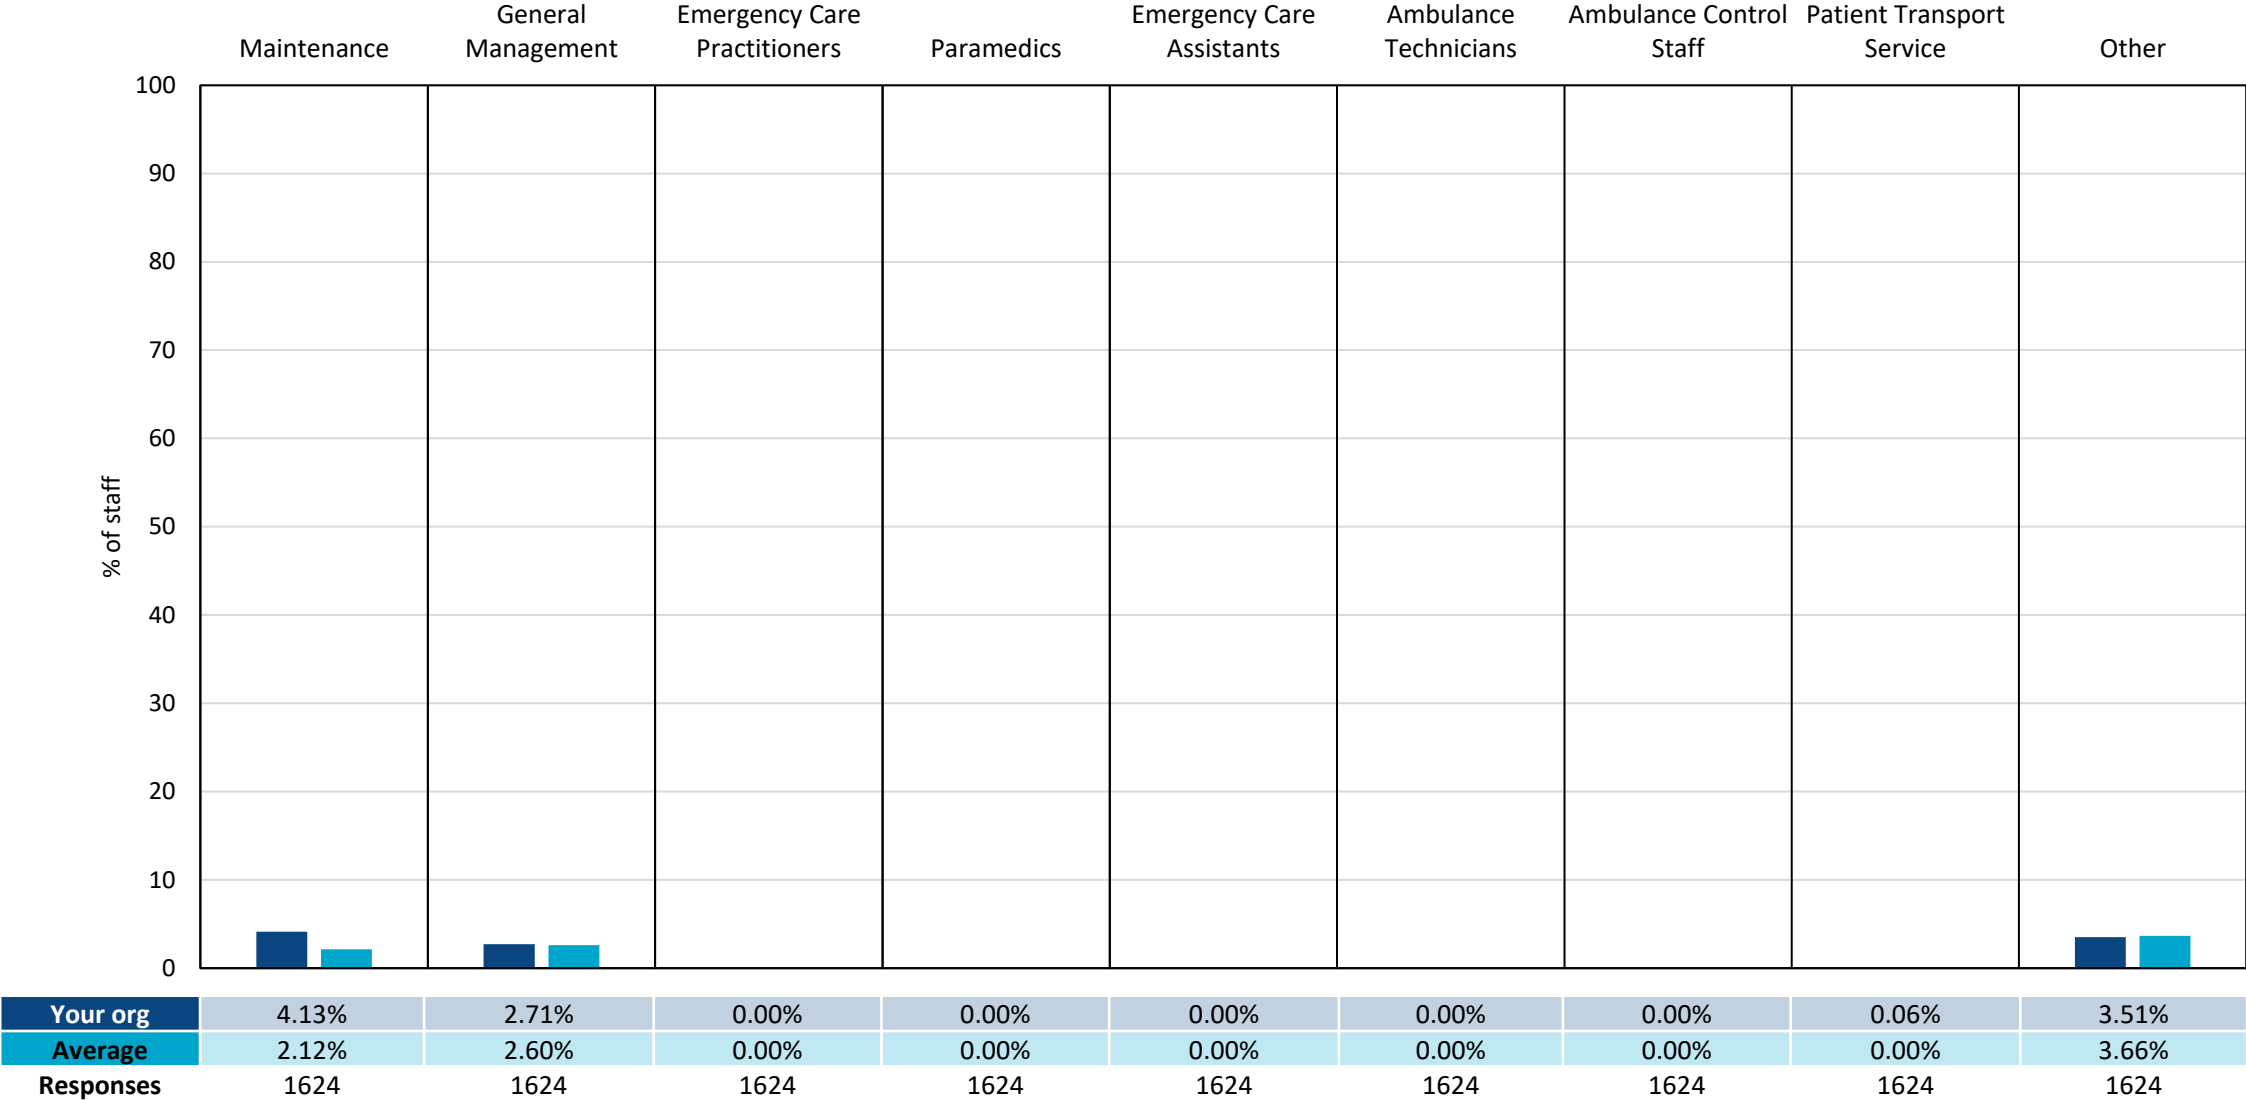 Maintenance
General
Management
Emergency Care
Practitioners
Paramedics
Emergency Care
Assistants
Ambulance
Technicians
Ambulance Control
Staff
Patient Transport
Service
Other
% of staff
100
90
80
70
60
50
40
30
20
10
0
Your org 4.13% 2.71% 0.00% 0.00% 0.00% 0.00% 0.00% 0.06% 3.51%
Average 2.12% 2.60% 0.00% 0.00% 0.00% 0.00% 0.00% 0.00% 3.66%
Responses 1624 1624 1624 1624 1624 1624 1624 1624 1624